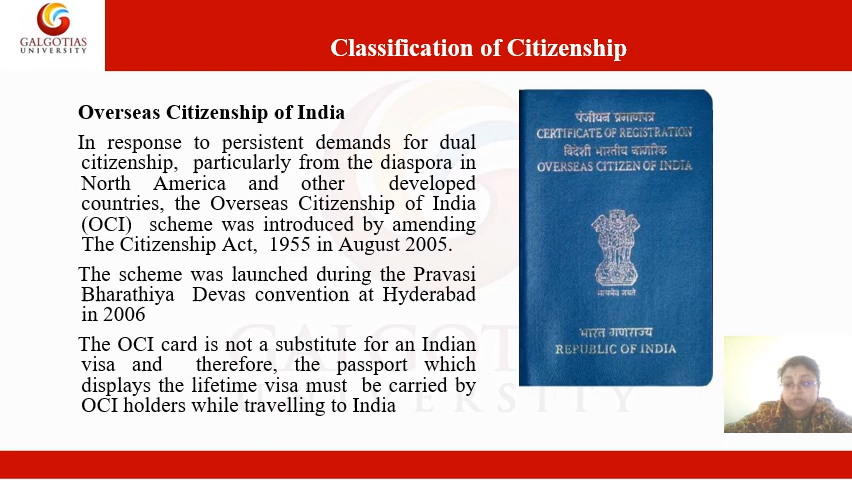 GALGOTIAS
UNIVERSITY
Classification of Citizenship
Overseas Citizenship of India
In response to persistent demands for dual
citizenship, particularly from the diaspora in
North America and other developed
countries, the Overseas Citizenship of India
(OCI) scheme was introduced by amending
The Citizenship Act, 1955 in August 2005.
The scheme was launched during the Pravasi
Bharathiya Devas convention at Hyderabad
in 2006
The OCI card is not a substitute for an Indian
visa and therefore, the passport which
displays the lifetime visa must be carried by
OCI holders while travelling to India
पंजीयन प्रमाणपत्र
CERTIFICATE OF REGISTRATION
विदेशी भारतीय नागरिक
OVERSEAS CITIZEN OF INDIA
सत्यमेव जयते
भारत गणराज्य
REPUBLIC OF INDIA
GALGOTIAS
UNIVERSITY